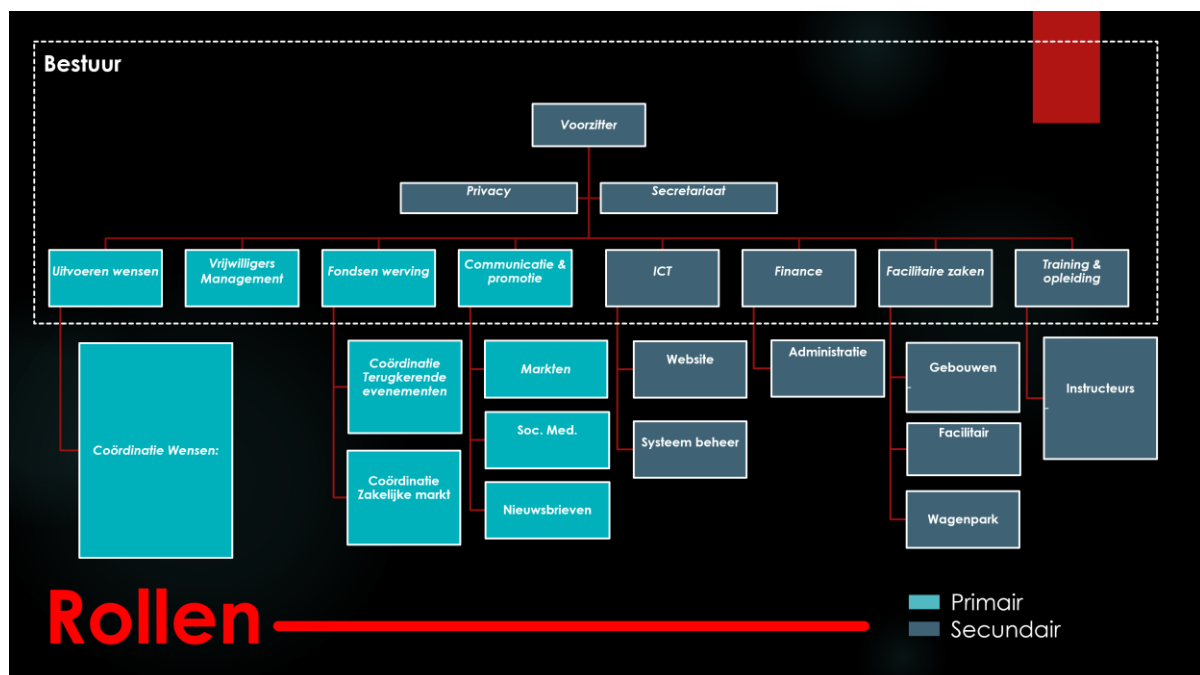 Bestuur
Voorzitter
Privacy
Secretariaat
Uitvoeren wensen
Vrijwilligers
Management
Fondsen werving
Communicatie &
promotie
ICT
Finance
Facilitaire zaken
Training &
opleiding
Coördinatie Wensen:
Coördinatie
Terugkerende
evenementen
Coördinatie
Zakelijke markt
Markten
Soc. Med.
Nieuwsbrieven
Website
Systeem beheer
Administratie
Gebouwen
Facilitair
Wagenpark
Instructeurs
Rollen
Primair
Secundair